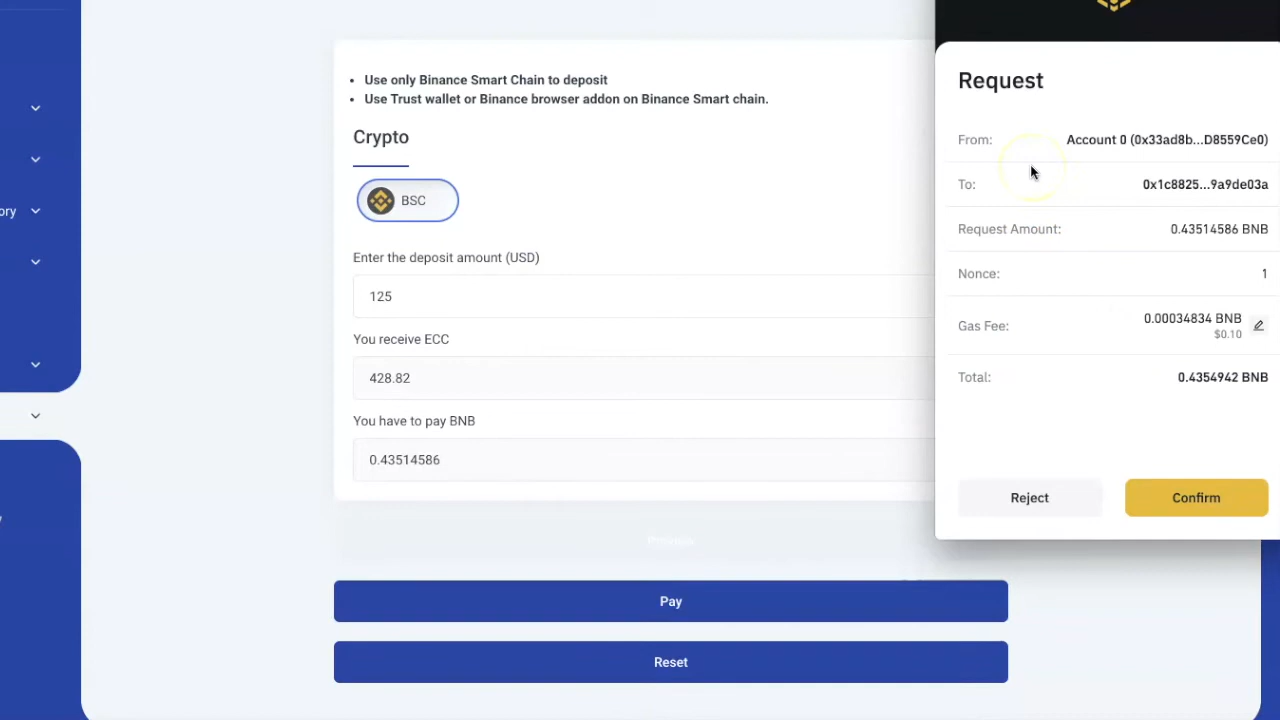 Use only Binance Smart Chain to deposit
Use Trust wallet or Binance browser addon on Binance Smart chain.
Crypto
BSC
Enter the deposit amount (USD)
125
You receive ECC
428.82
You have to pay BNB
0.43514586
Preview
Pay
Reset
ory
Request
From: Account 0 (0x33ad8b...D8559Ce0)
To: 0x1c8825...9a9de03a
Request Amount: 0.43514586 BNB
Nonce: 1
Gas Fee: 0.00034834 BNB
$0.10
Total: 0.4354942 BNB
Reject Confirm